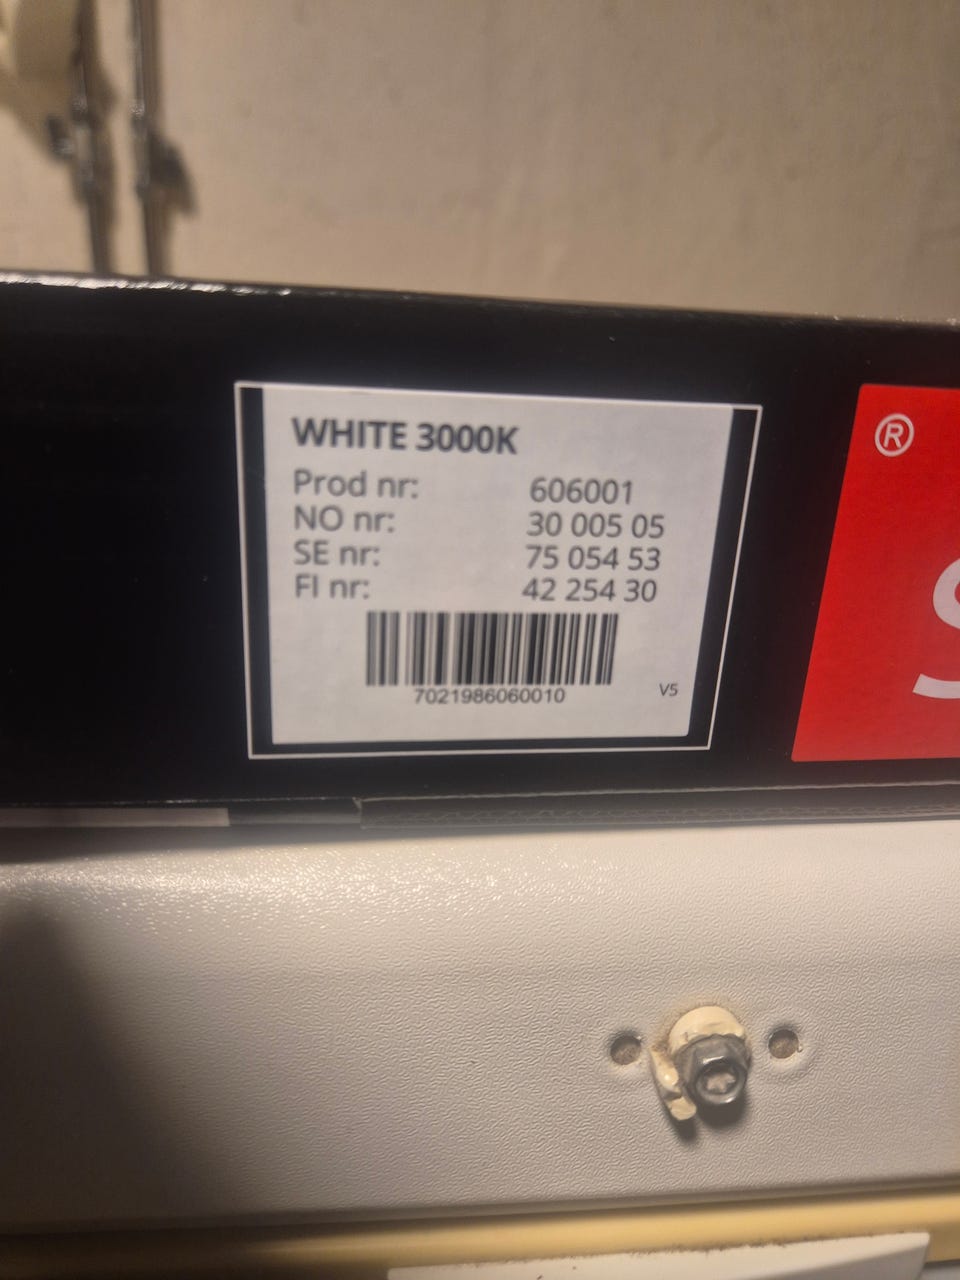 WHITE 3000K
Prod nr: 606001
NO nr: 30 005 05
SE nr: 75 054 53
FI nr: 42 254 30
7021986060010
V5
®
S